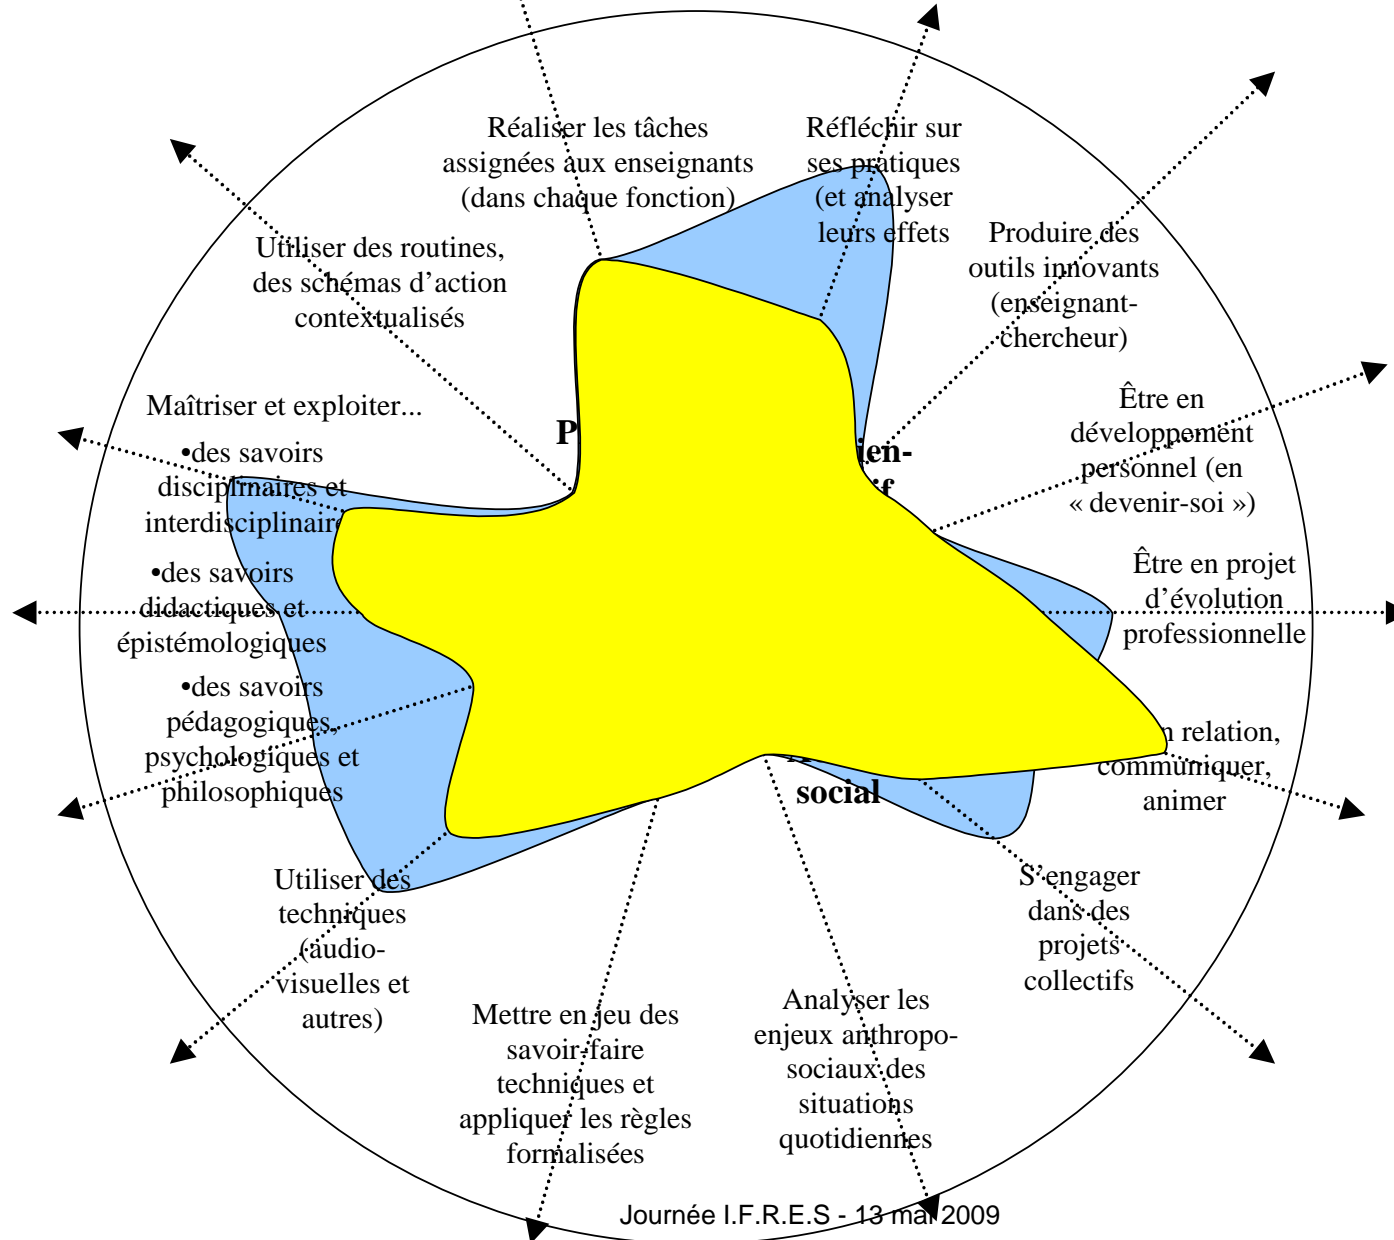 Réaliser les tâches
assignées aux enseignants
(dans chaque fonction)
Réfléchir sur
ses pratiques
(et analyser
leurs effets
Utiliser des routines,
des schémas d’action
contextualisés
Produire des
outils innovants
(enseignant-
chercheur)
Maîtriser et exploiter...
•des savoirs
disciplinaires et
interdisciplinaire
•des savoirs
didactiques et
épistémologiques
•des savoirs
pédagogiques,
psychologiques et
philosophiques
P
ien-
if
Être en
développement
personnel (en
« devenir-soi »)
Être en projet
d’évolution
professionnelle
n relation,
communiquer,
animer
social
Utiliser des
techniques
(audio-
visuelles et
autres)
S’engager
dans des
projets
collectifs
Mettre en jeu des
savoir-faire
techniques et
appliquer les règles
formalisées
Analyser les
enjeux anthropo-
sociaux des
situations
quotidiennes
Journée I.F.R.E.S - 13 mai 2009